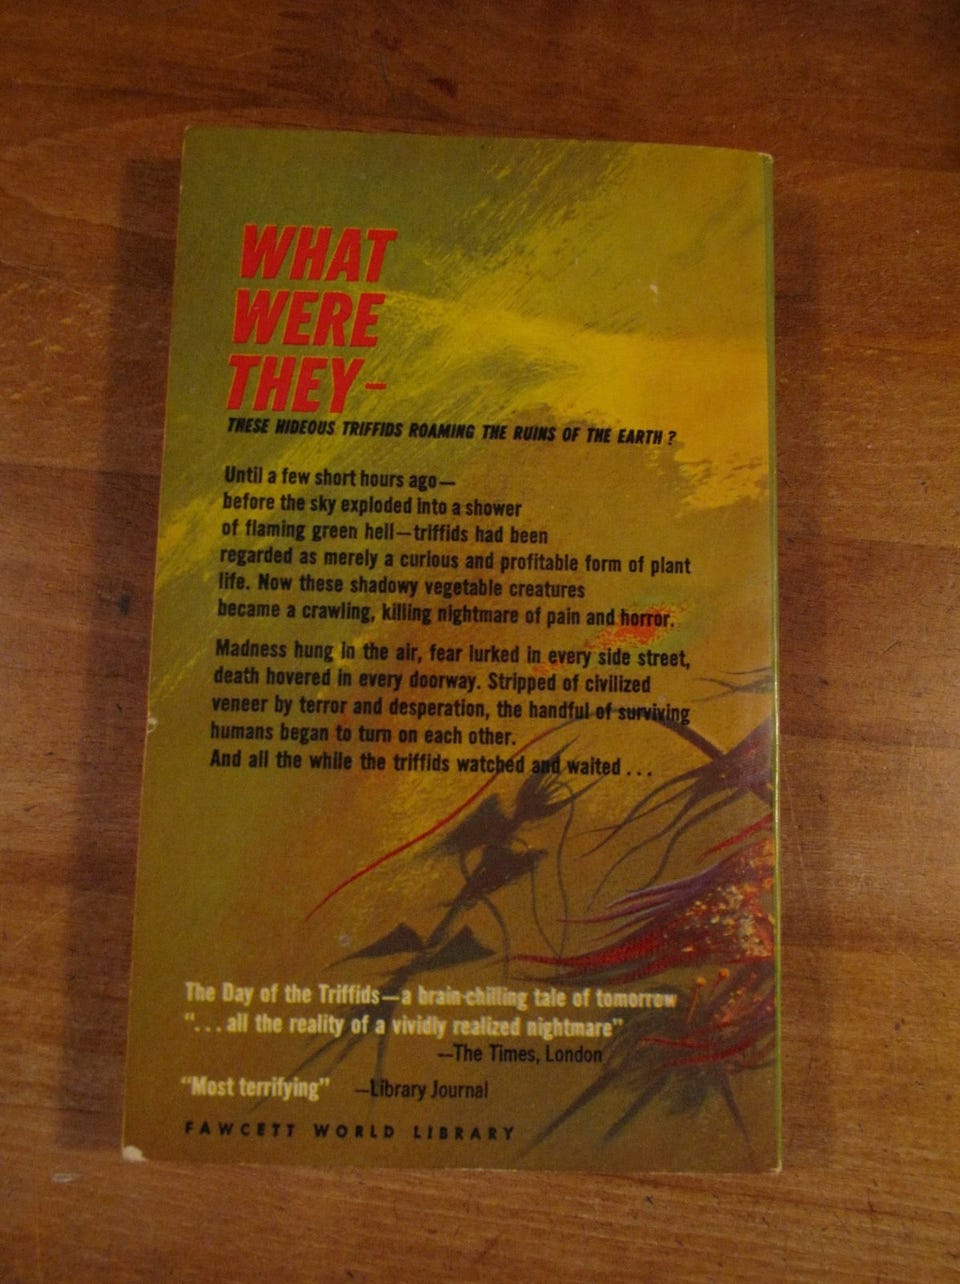 WHAT
WERE
THEY–
THESE HIDEOUS TRIFFIDS ROAMING THE RUINS OF THE EARTH?
Until a few short hours ago—
before the sky exploded into a shower
of flaming green hell—triffids had been
regarded as merely a curious and profitable form of plant
life. Now these shadowy vegetable creatures
became a crawling, killing nightmare of pain and horror.
Madness hung in the air, fear lurked in every side street,
death hovered in every doorway. Stripped of civilized
veneer by terror and desperation, the handful of surviving
humans began to turn on each other.
And all the while the triffids watched and waited . . .
The Day of the Triffids—a brain-chilling tale of tomorrow
“. . . all the reality of a vividly realized nightmare”
—The Times, London
“Most terrifying” —Library Journal
FAWCETT WORLD LIBRARY